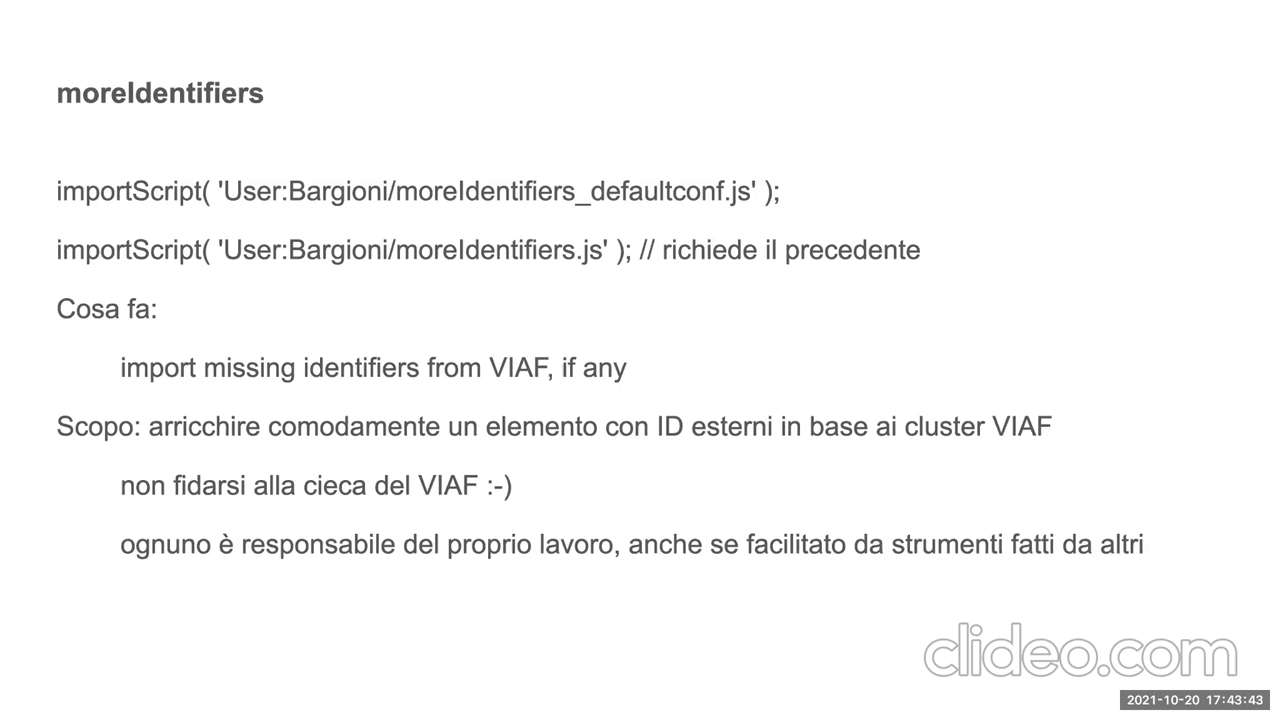 moreIdentifiers
importScript( 'User:Bargioni/moreIdentifiers_defaultconf.js' );
importScript( 'User:Bargioni/moreIdentifiers.js' ); // richiede il precedente
Cosa fa:
import missing identifiers from VIAF, if any
Scopo: arricchire comodamente un elemento con ID esterni in base ai cluster VIAF
non fidarsi alla cieca del VIAF :-)
ognuno è responsabile del proprio lavoro, anche se facilitato da strumenti fatti da altri
clideo.com
2021-10-20 17:43:43